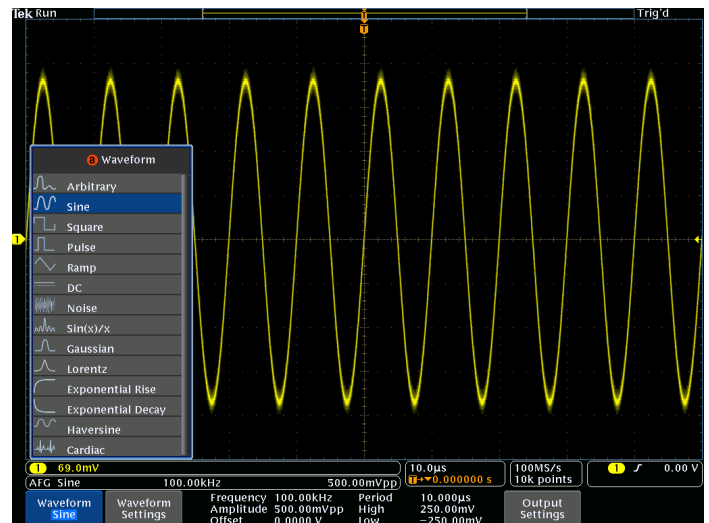 Tek Run Trig'd
T
T
a Waveform
Arbitrary
Sine
Square
Pulse
Ramp
DC
Noise
Sin(x)/x
Gaussian
Lorentz
Exponential Rise
Exponential Decay
Haversine
Cardiac
1
1 69.0mV 10.0µs 100MS/s 1 0.00 V
T→▼0.000000 s 10k points
AFG Sine 100.00kHz 500.00mVpp
Waveform Waveform Frequency 100.00kHz Period 10.000µs Output
Sine Settings Amplitude 500.00mVpp High 250.00mV Settings
Offset 0.0000 V Low −250.00mV